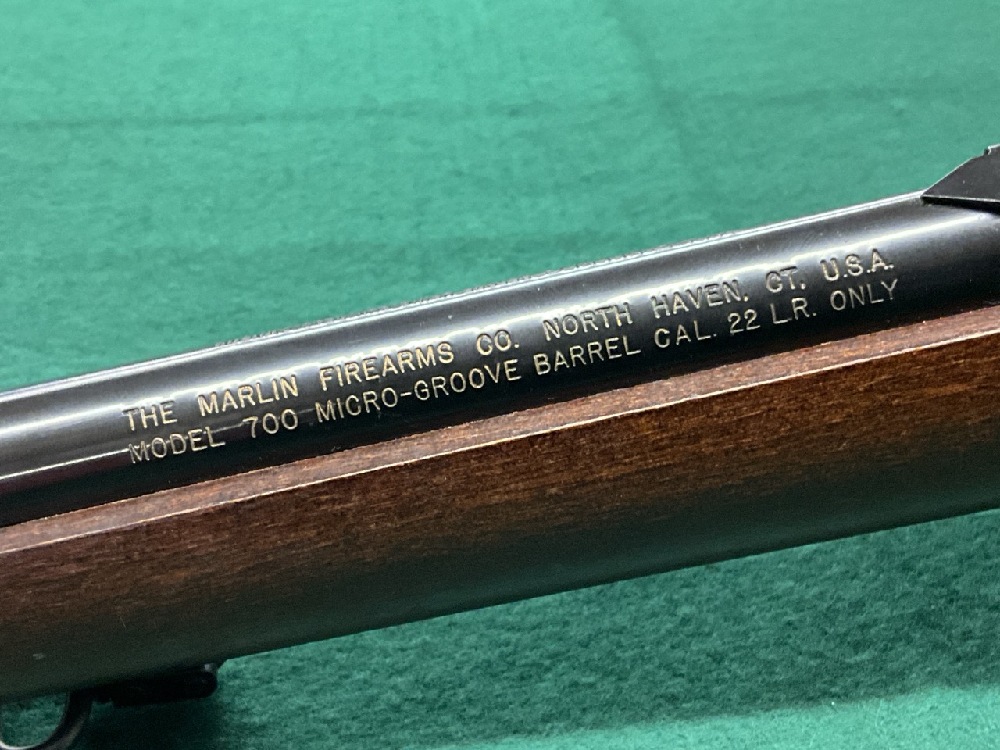 THE MARLIN FIREARMS CO. NORTH HAVEN, CT. U.S.A.
MODEL 700 MICRO-GROOVE BARREL CAL. 22 L.R. ONLY